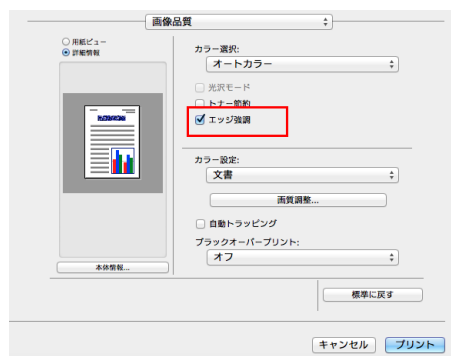 画像品質
用紙ビュー
詳細情報
カラー選択:
オートカラー
光沢モード
トナー節約
エッジ強調
カラー設定:
文書
画質調整...
自動トラッピング
ブラックオーバープリント:
オフ
本体情報...
標準に戻す
キャンセル
プリント